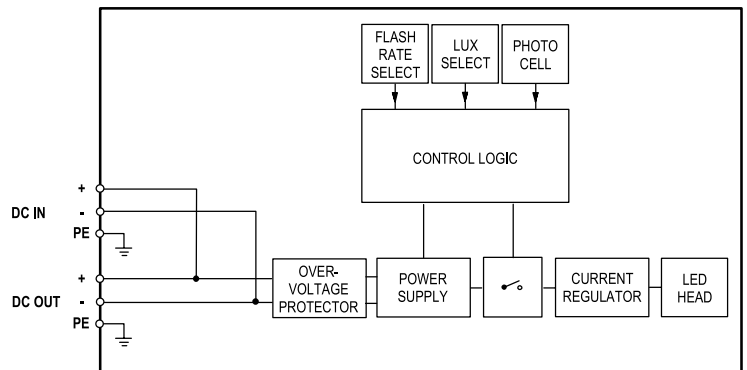 FLASH
RATE
SELECT
LUX
SELECT
PHOTO
CELL
CONTROL LOGIC
+
DC IN -
PE
+
DC OUT -
PE
OVER-
VOLTAGE
PROTECTOR
POWER
SUPPLY
CURRENT
REGULATOR
LED
HEAD